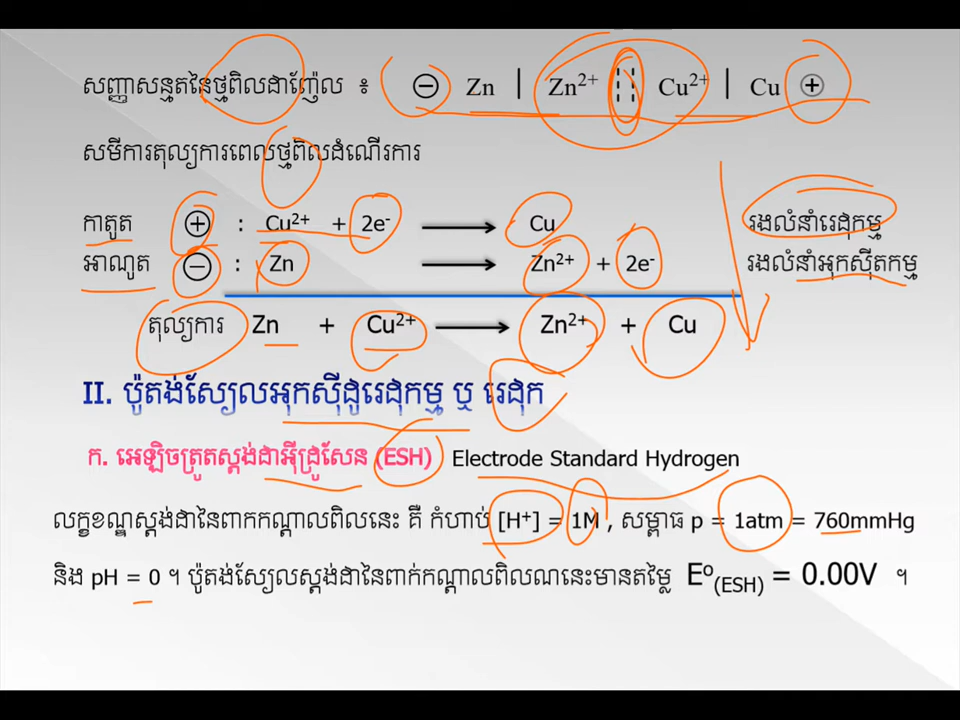 សញ្ញាសន្មតនៃថ្មពិលដាញ៉ែល ៖ ⊖ Zn | Zn²⁺ ¦¦ Cu²⁺ | Cu ⊕
សមីការតុល្យការពេលថ្មពិលដំណើរការ
កាតូត ⊕ : Cu²⁺ + 2e⁻ ⟶ Cu រងលំនាំរេដុកម្ម
អាណូត ⊖ : Zn ⟶ Zn²⁺ + 2e⁻ រងលំនាំអុកស៊ីតកម្ម
តុល្យការ Zn + Cu²⁺ ⟶ Zn²⁺ + Cu
II. ប៉ូតង់ស្យែលអុកស៊ីដូរេដុកម្ម ឬ រេដុក
ក. អេឡិចត្រូតស្តង់ដាអ៊ីដ្រូសែន (ESH) Electrode Standard Hydrogen
លក្ខខណ្ឌស្តង់ដានៃពាក់កណ្តាលពិលនេះ គឺ កំហាប់ [H⁺] = 1M , សម្ពាធ p = 1atm = 760mmHg
និង pH = 0 ។ ប៉ូតង់ស្យែលស្តង់ដានៃពាក់កណ្តាលពិលណនេះមានតម្លៃ E⁰(ESH) = 0.00V ។